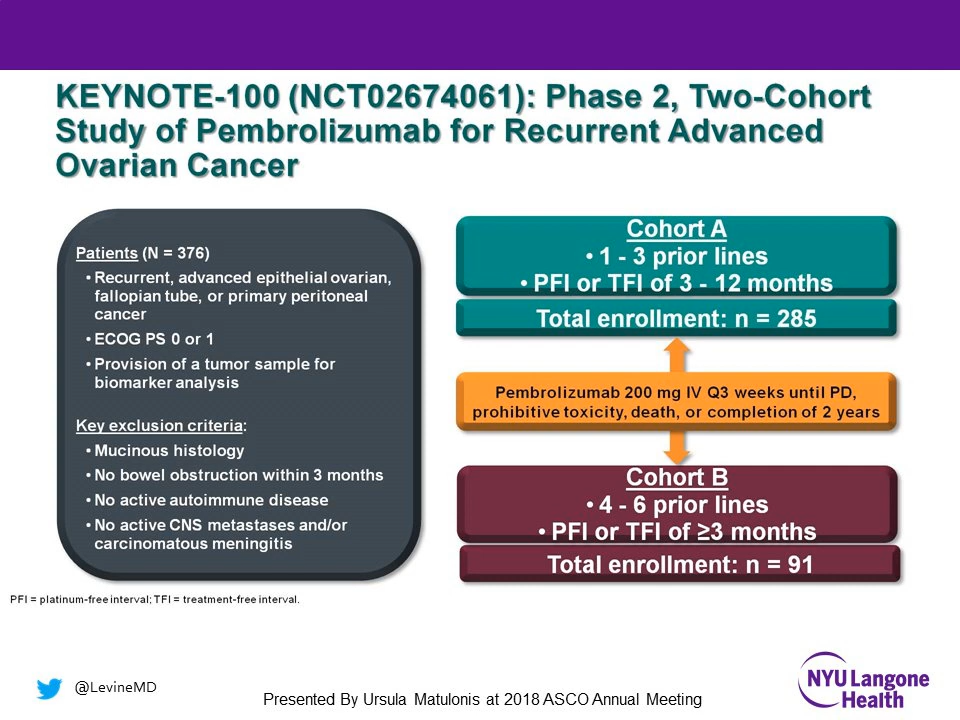 KEYNOTE-100 (NCT02674061): Phase 2, Two-Cohort
Study of Pembrolizumab for Recurrent Advanced
Ovarian Cancer
Patients (N = 376)
• Recurrent, advanced epithelial ovarian,
fallopian tube, or primary peritoneal
cancer
• ECOG PS 0 or 1
• Provision of a tumor sample for
biomarker analysis
Key exclusion criteria:
• Mucinous histology
• No bowel obstruction within 3 months
• No active autoimmune disease
• No active CNS metastases and/or
carcinomatous meningitis
Cohort A
• 1 - 3 prior lines
• PFI or TFI of 3 - 12 months
Total enrollment: n = 285
Pembrolizumab 200 mg IV Q3 weeks until PD,
prohibitive toxicity, death, or completion of 2 years
Cohort B
• 4 - 6 prior lines
• PFI or TFI of ≥3 months
Total enrollment: n = 91
PFI = platinum-free interval; TFI = treatment-free interval.
@LevineMD
Presented By Ursula Matulonis at 2018 ASCO Annual Meeting
NYU Langone
Health